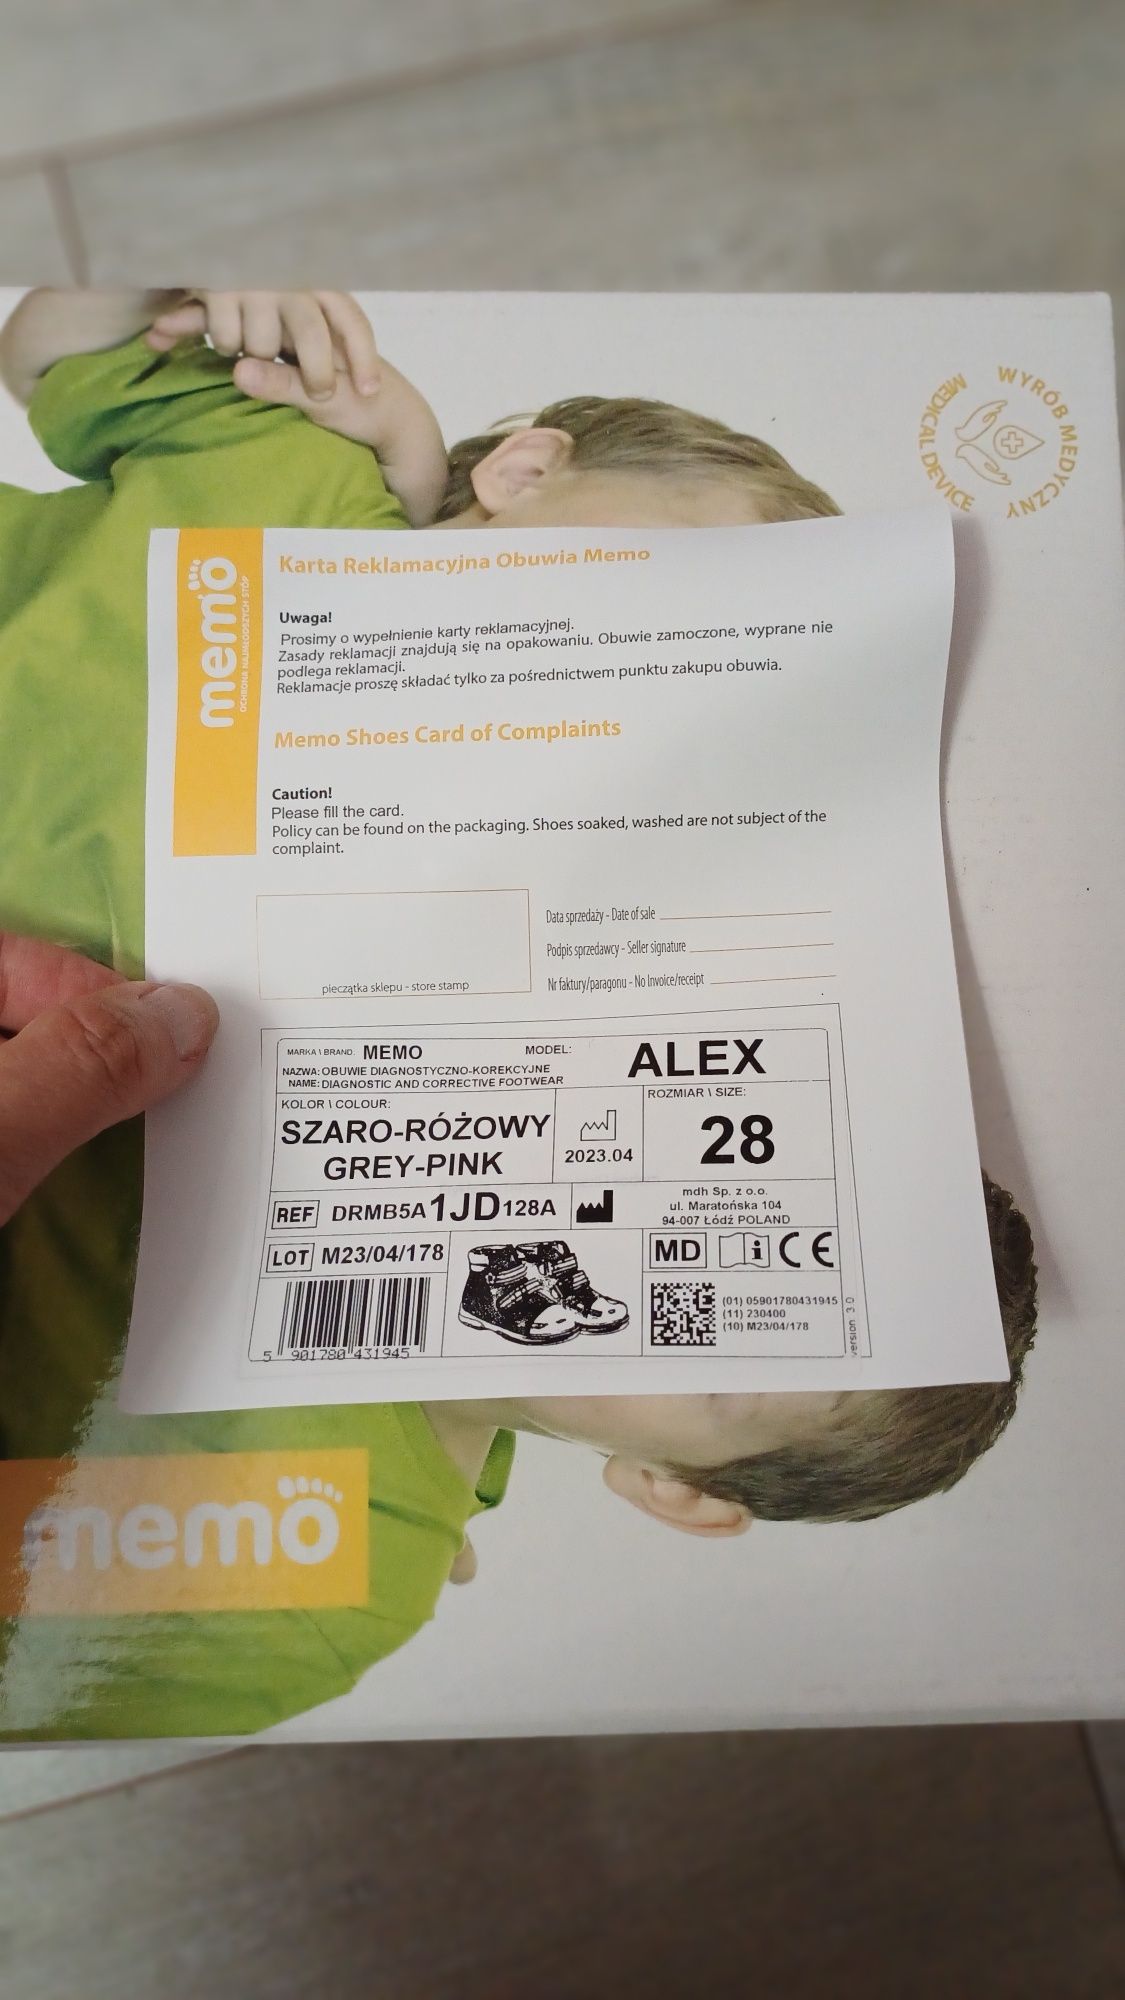 WYRÓB MEDYCZNY
MEDICAL DEVICE
memo
OCHRONA NAJMŁODSZYCH STÓP
Karta Reklamacyjna Obuwia Memo
Uwaga!
Prosimy o wypełnienie karty reklamacyjnej.
Zasady reklamacji znajdują się na opakowaniu. Obuwie zamoczone, wyprane nie
podlega reklamacji.
Reklamacje proszę składać tylko za pośrednictwem punktu zakupu obuwia.
Memo Shoes Card of Complaints
Caution!
Please fill the card.
Policy can be found on the packaging. Shoes soaked, washed are not subject of the
complaint.
Data sprzedaży - Date of sale
Podpis sprzedawcy - Seller signature
Nr faktury/paragonu - No Invoice/receipt
pieczątka sklepu - store stamp
MARKA \ BRAND: MEMO
MODEL: ALEX
NAZWA: OBUWIE DIAGNOSTYCZNO-KOREKCYJNE
NAME: DIAGNOSTIC AND CORRECTIVE FOOTWEAR
KOLOR \ COLOUR:
SZARO-RÓŻOWY
GREY-PINK
2023.04
ROZMIAR \ SIZE:
28
REF DRMB5A1JD128A
mdh Sp. z o.o.
ul. Maratońska 104
94-007 Łódź POLAND
LOT M23/04/178
MD i CE
(01) 05901780431945
(11) 230400
(10) M23/04/178
version 3.0
5 901780 431945
memo